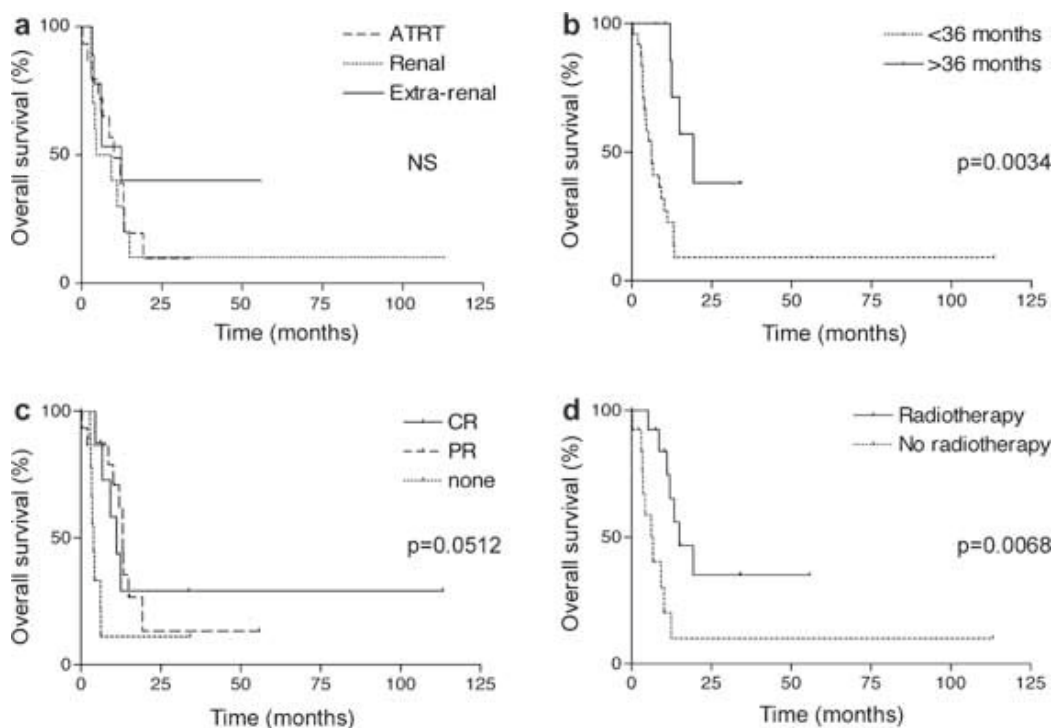 a
Overall survival (%)
100
50
0
ATRT
Renal
Extra-renal
NS
0 25 50 75 100 125
Time (months)
b
Overall survival (%)
100
50
0
<36 months
>36 months
p=0.0034
0 25 50 75 100 125
Time (months)
c
Overall survival (%)
100
50
0
CR
PR
none
p=0.0512
0 25 50 75 100 125
Time (months)
d
Overall survival (%)
100
50
0
Radiotherapy
No radiotherapy
p=0.0068
0 25 50 75 100 125
Time (months)